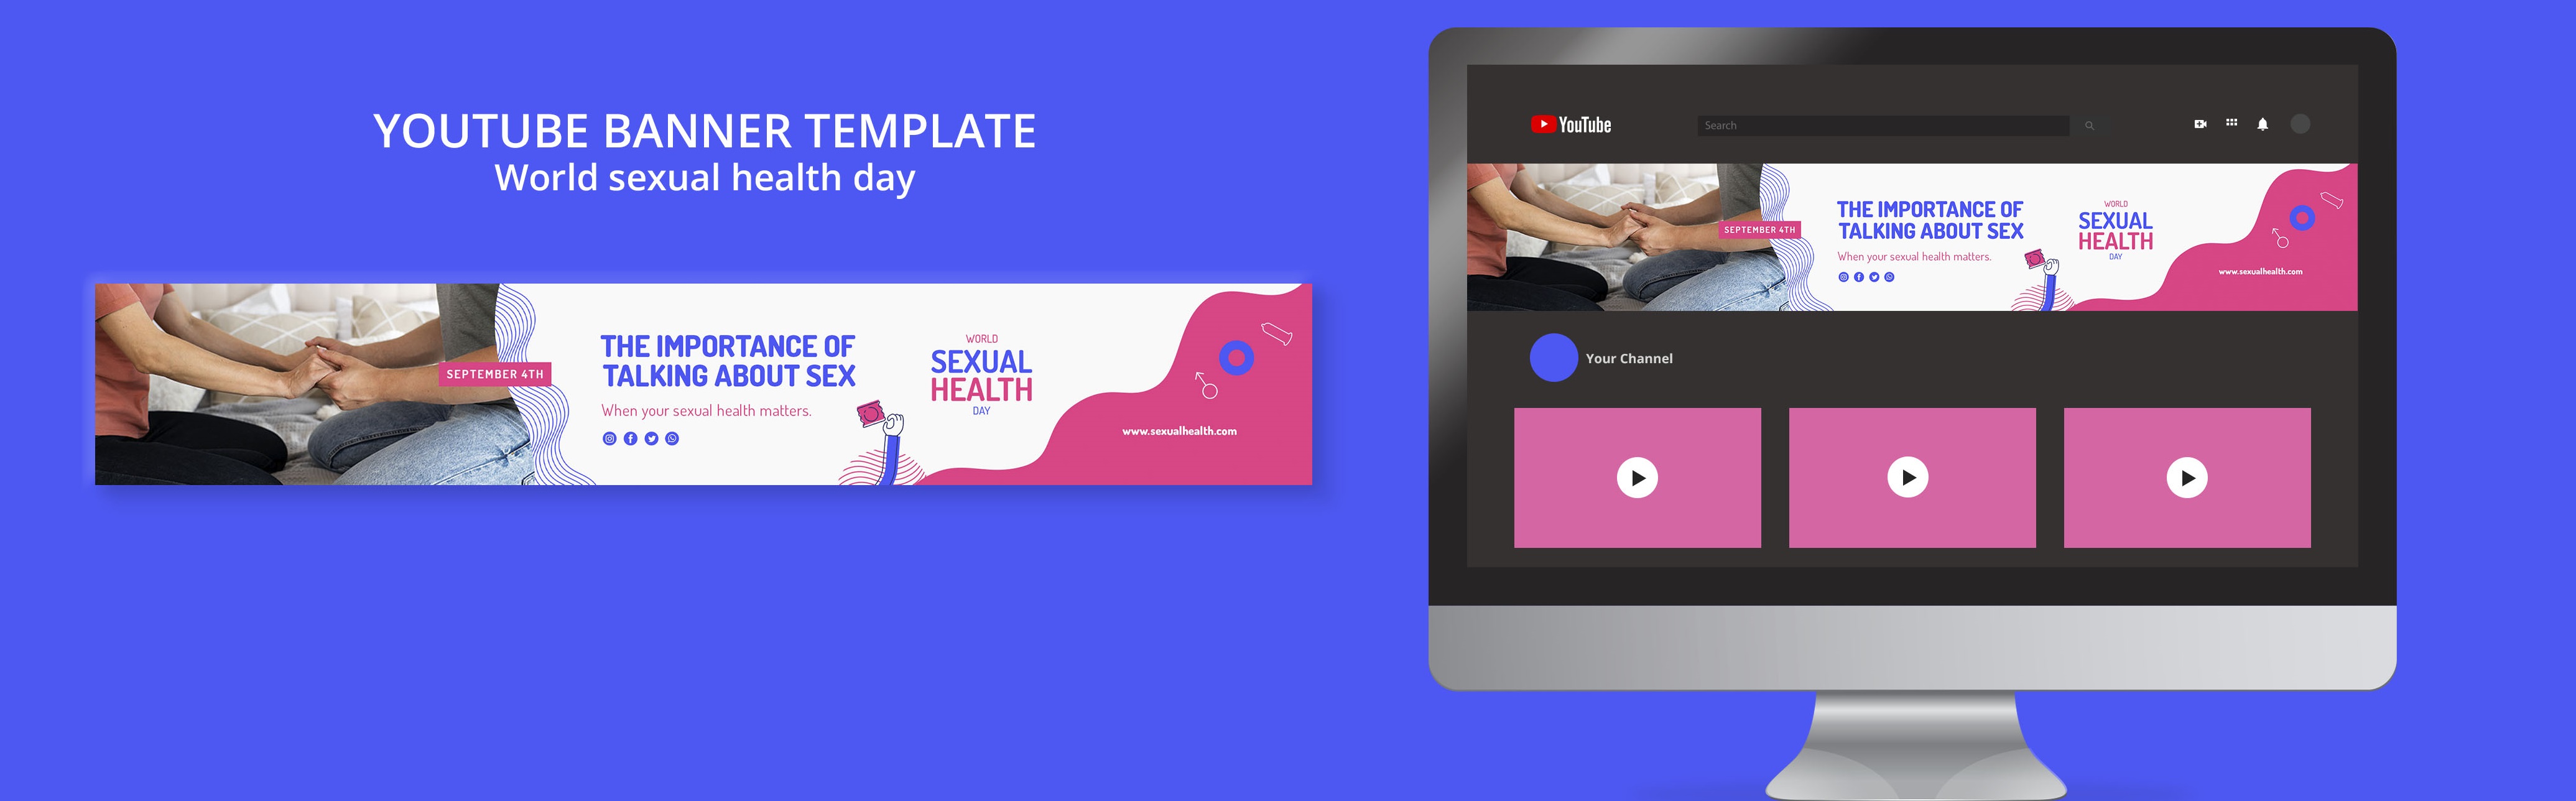 YOUTUBE BANNER TEMPLATE
World sexual health day
SEPTEMBER 4TH
THE IMPORTANCE OF
TALKING ABOUT SEX
When your sexual health matters.
WORLD
SEXUAL
HEALTH
DAY
www.sexualhealth.com
YouTube
Search
SEPTEMBER 4TH
THE IMPORTANCE OF
TALKING ABOUT SEX
When your sexual health matters.
WORLD
SEXUAL
HEALTH
DAY
www.sexualhealth.com
Your Channel